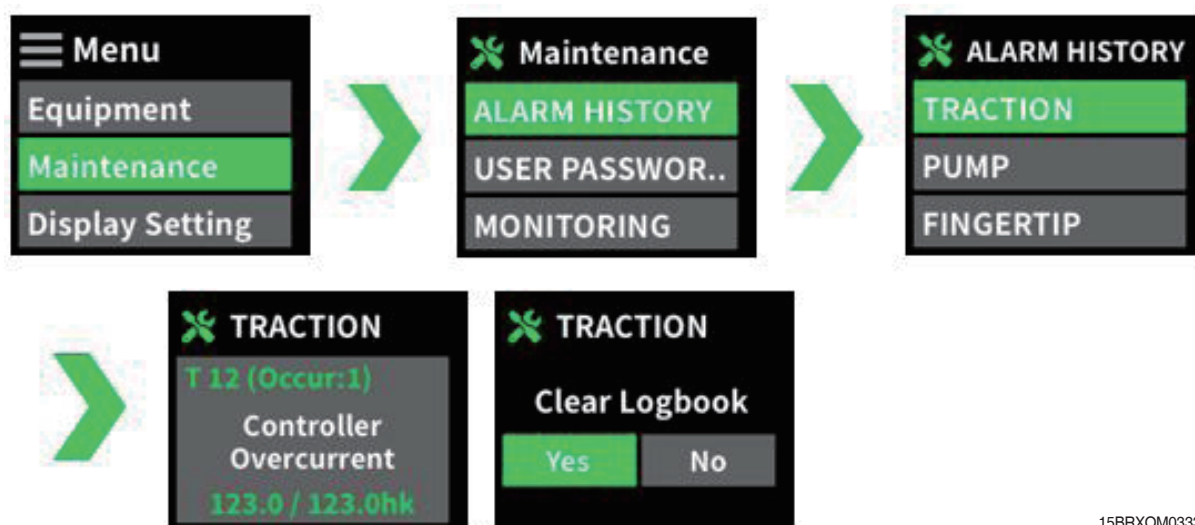 Menu
Equipment
Maintenance
Display Setting
Maintenance
ALARM HISTORY
USER PASSWOR..
MONITORING
ALARM HISTORY
TRACTION
PUMP
FINGERTIP
TRACTION
T 12 (Occur:1)
Controller
Overcurrent
123.0 / 123.0hk
TRACTION
Clear Logbook
Yes No